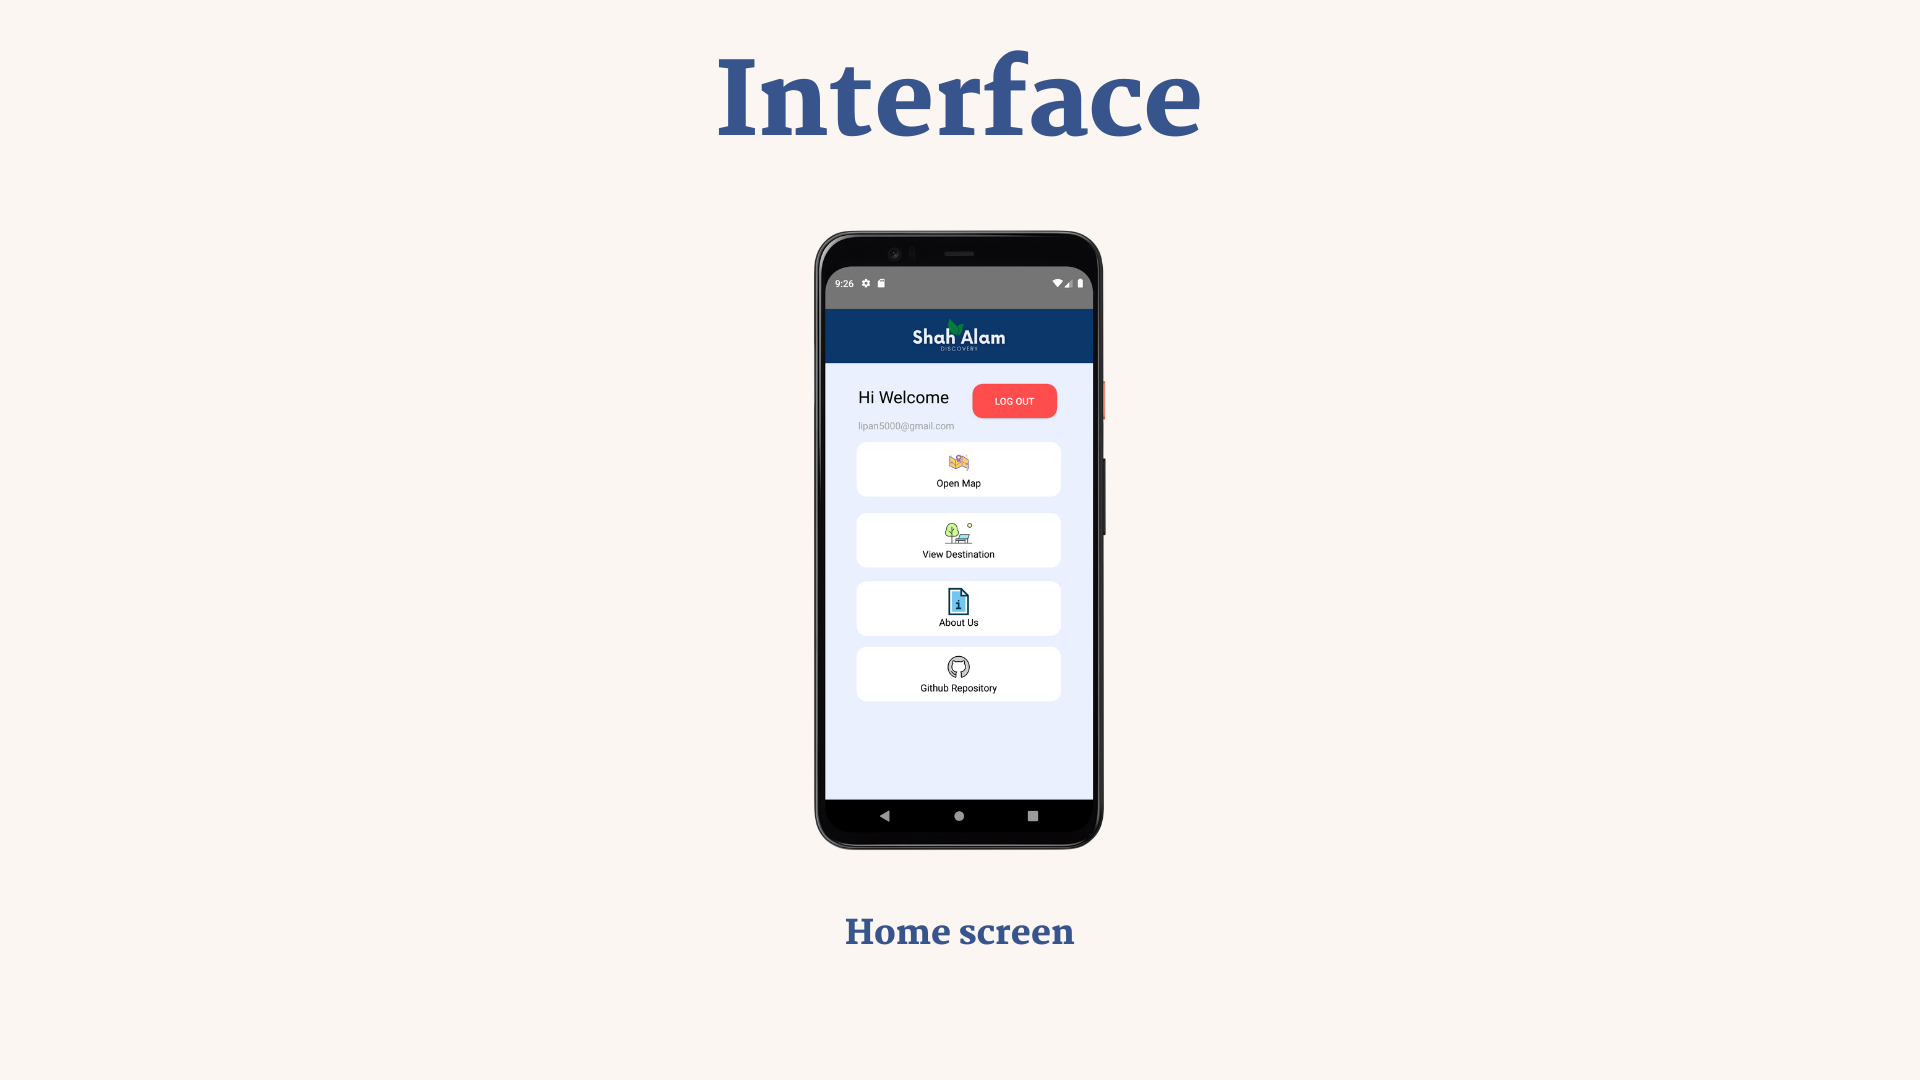 Interface
9:26
Shah Alam
DISCOVERY
Hi Welcome
LOG OUT
lipan5000@gmail.com
Open Map
View Destination
i
About Us
Github Repository
Home screen